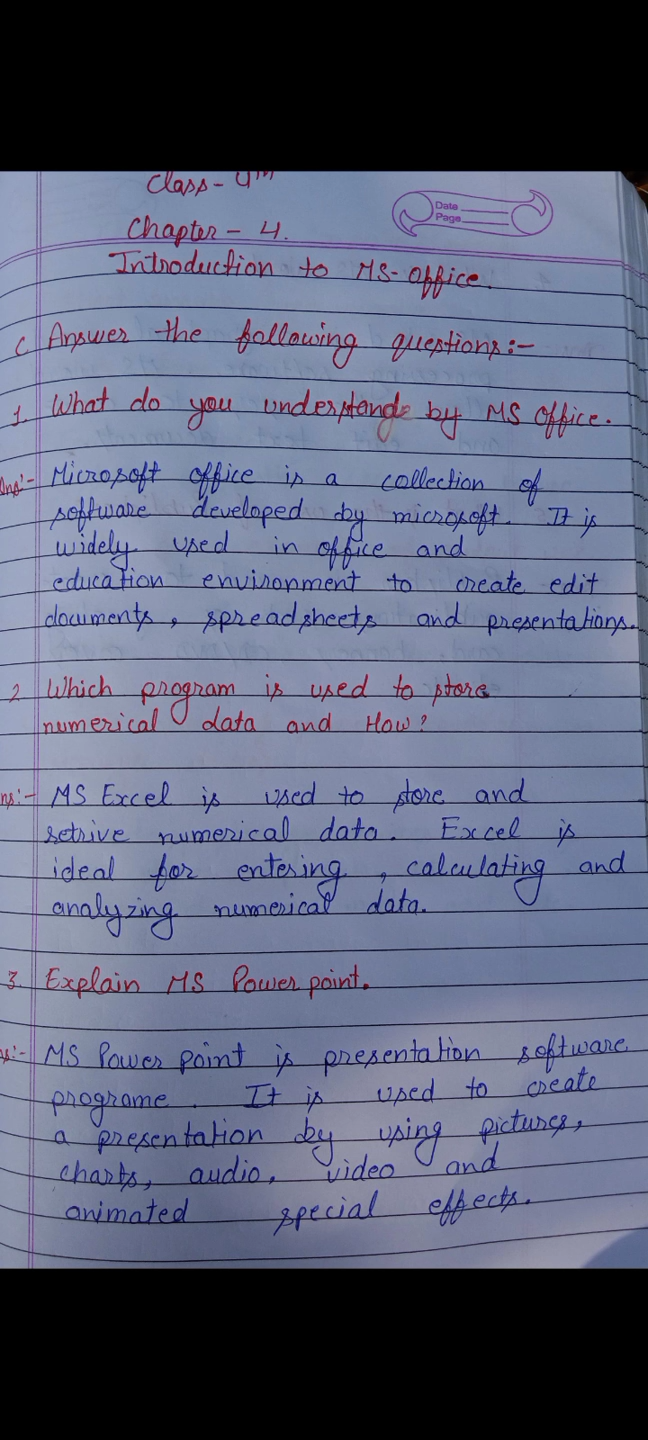 Class - 4th
Date
Page
Chapter - 4.
Introduction to MS-office.
C. Answer the following questions :-
1. What do you understande by MS office.
Ans:- Microsoft office is a collection of
software developed by microsoft. It is
widely used in office and
education environment to create edit
documents, spreadsheets and presentations.
2. Which program is used to store
numerical data and How?
ns:- MS Excel is used to store and
setrive numerical data. Excel is
ideal for entering, calculating and
analyzing numerical data.
3. Explain MS Power point.
s:- MS Power point is presentation software
programe. It is used to create
a presentation by using pictures,
charts, audio, video and
animated special effects.